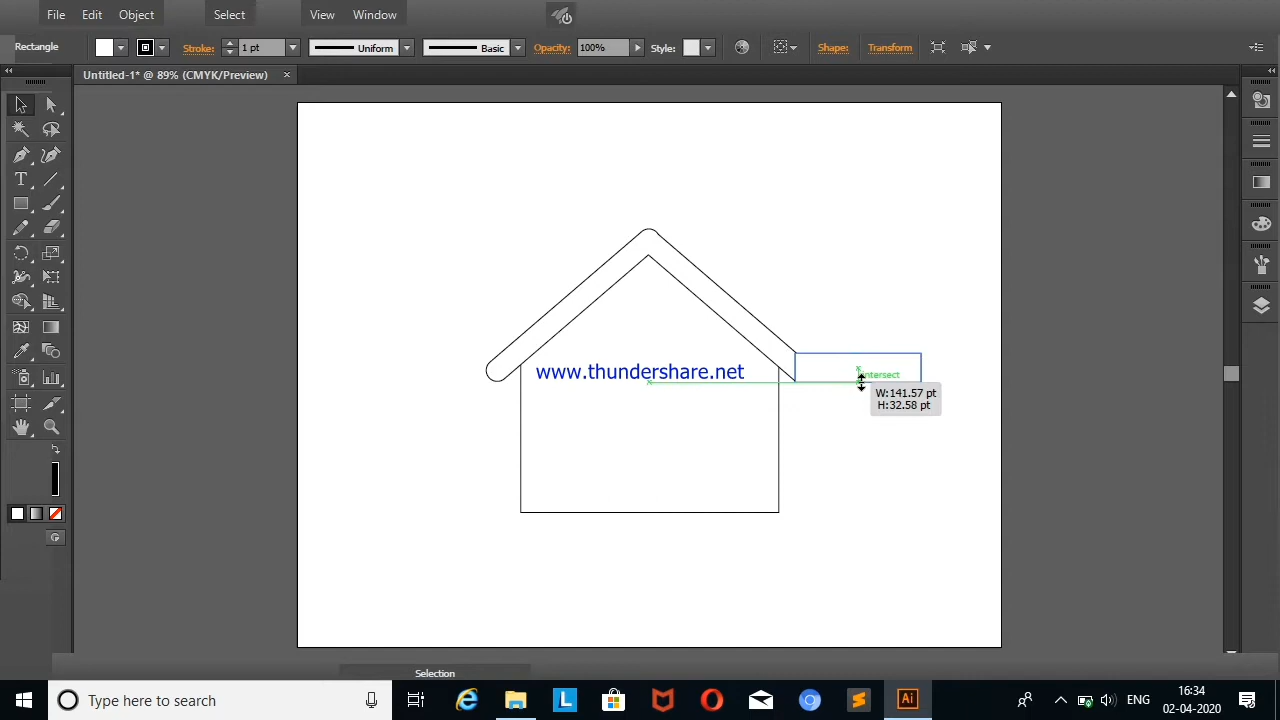 File Edit Object Select View Window
Rectangle Stroke: 1 pt Uniform Basic Opacity: 100% Style: Shape: Transform
Untitled-1* @ 89% (CMYK/Preview)
www.thundershare.net
intersect
W:141.57 pt
H:32.58 pt
Selection
Type here to search
ENG
16:34
02-04-2020
Ai